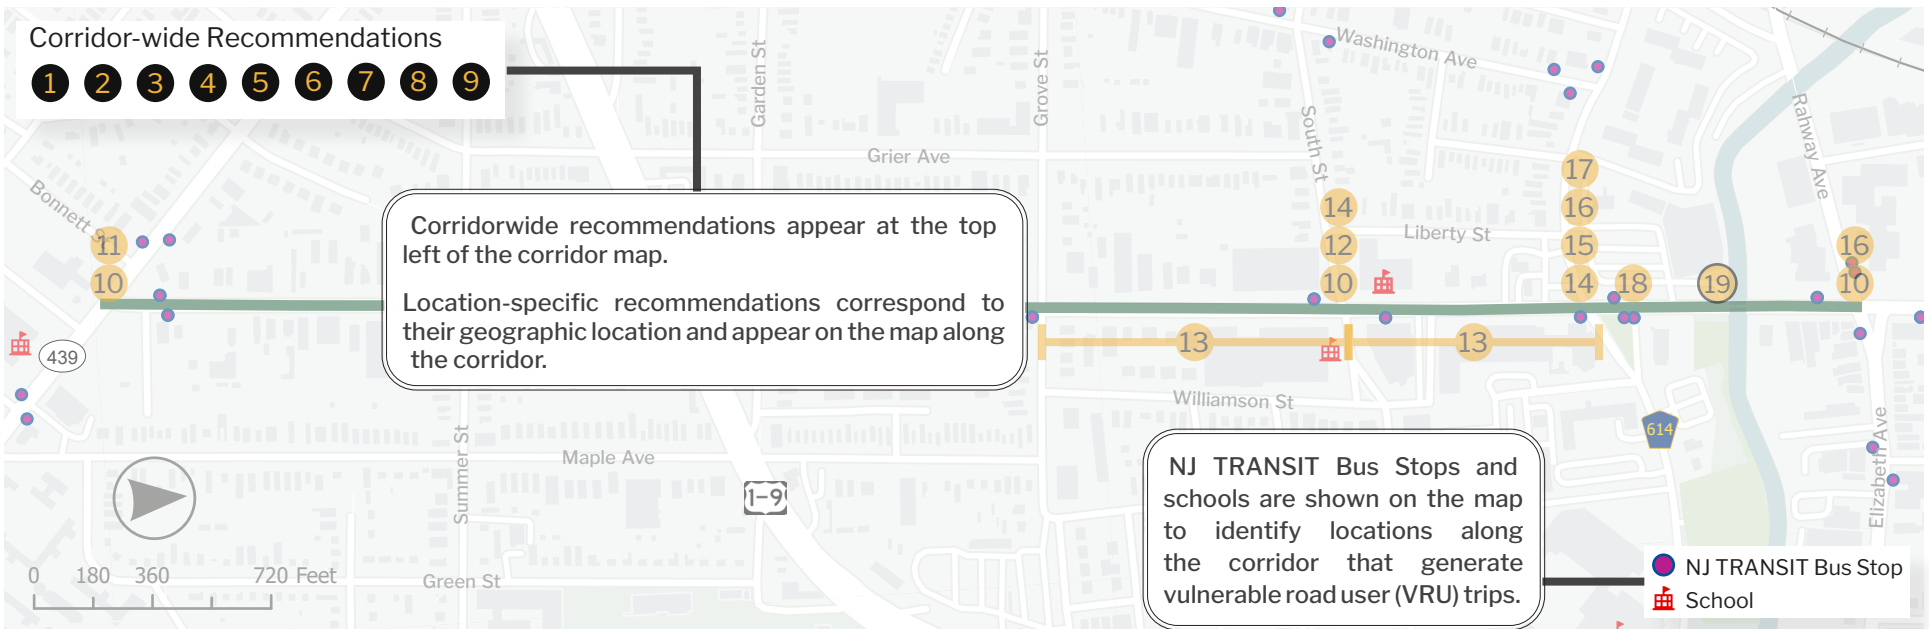 Corridor-wide Recommendations
1 2 3 4 5 6 7 8 9
Garden St
Grove St
Washington Ave
South St
Rahway Ave
Grier Ave
Bonnett St
11
10
Corridorwide recommendations appear at the top
left of the corridor map.
Location-specific recommendations correspond to
their geographic location and appear on the map along
the corridor.
14
12
10
Liberty St
17
16
15
14
18
19
16
10
439
13
13
Williamson St
614
Summer St
Maple Ave
1-9
Elizabeth Ave
NJ TRANSIT Bus Stops and
schools are shown on the map
to identify locations along
the corridor that generate
vulnerable road user (VRU) trips.
0 180 360 720 Feet
Green St
NJ TRANSIT Bus Stop
School